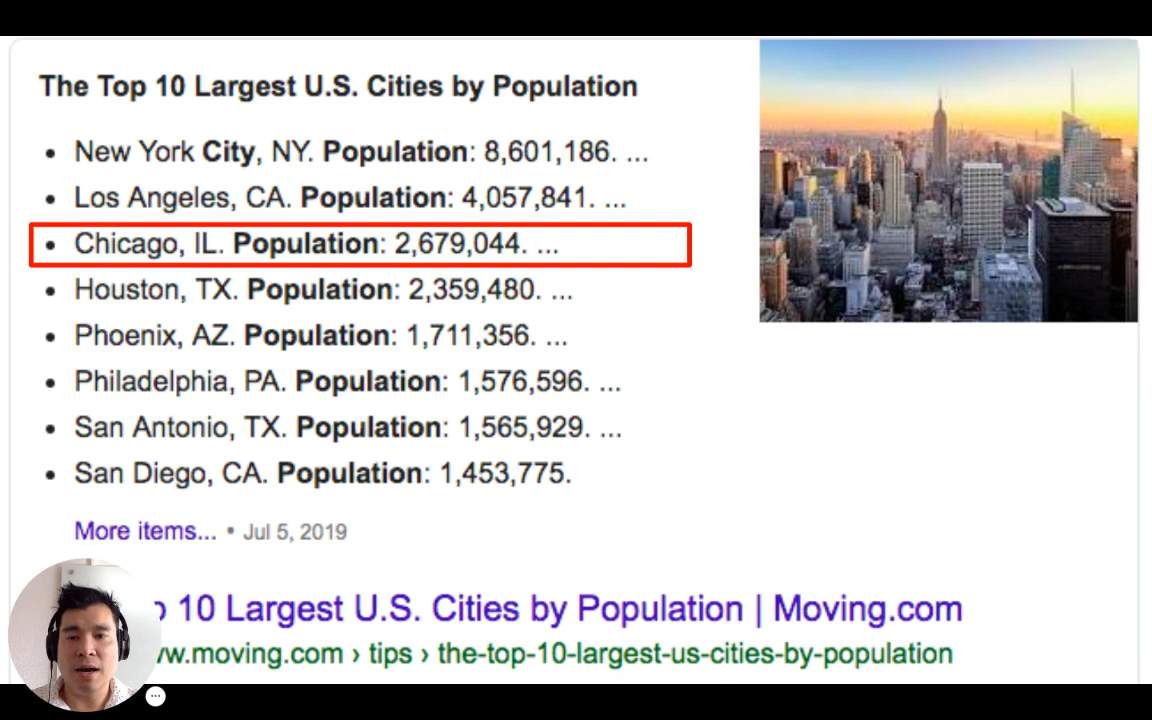 The Top 10 Largest U.S. Cities by Population
• New York City, NY. Population: 8,601,186. ...
• Los Angeles, CA. Population: 4,057,841. ...
• Chicago, IL. Population: 2,679,044. ...
• Houston, TX. Population: 2,359,480. ...
• Phoenix, AZ. Population: 1,711,356. ...
• Philadelphia, PA. Population: 1,576,596. ...
• San Antonio, TX. Population: 1,565,929. ...
• San Diego, CA. Population: 1,453,775.
More items... • Jul 5, 2019
10 Largest U.S. Cities by Population | Moving.com
.moving.com › tips › the-top-10-largest-us-cities-by-population